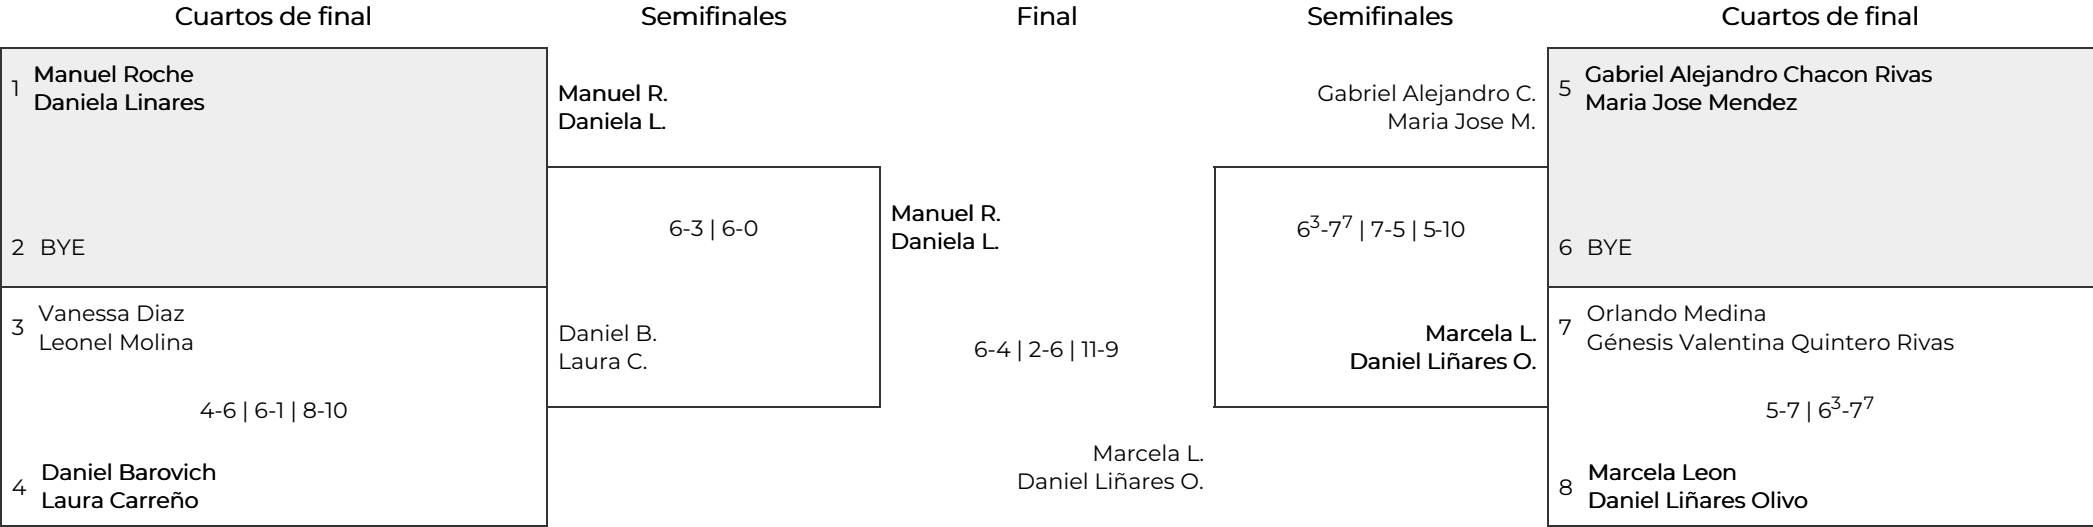 Cuartos de final
Semifinales
Final
Semifinales
Cuartos de final
1
Manuel Roche
Daniela Linares
2 BYE
3
Vanessa Diaz
Leonel Molina
4-6 | 6-1 | 8-10
4
Daniel Barovich
Laura Carreño
Manuel R.
Daniela L.
6-3 | 6-0
Daniel B.
Laura C.
Manuel R.
Daniela L.
6-4 | 2-6 | 11-9
Marcela L.
Daniel Liñares O.
Gabriel Alejandro C.
Maria Jose M.
6³-7⁷ | 7-5 | 5-10
Marcela L.
Daniel Liñares O.
5
Gabriel Alejandro Chacon Rivas
Maria Jose Mendez
6 BYE
7
Orlando Medina
Génesis Valentina Quintero Rivas
5-7 | 6³-7⁷
8
Marcela Leon
Daniel Liñares Olivo